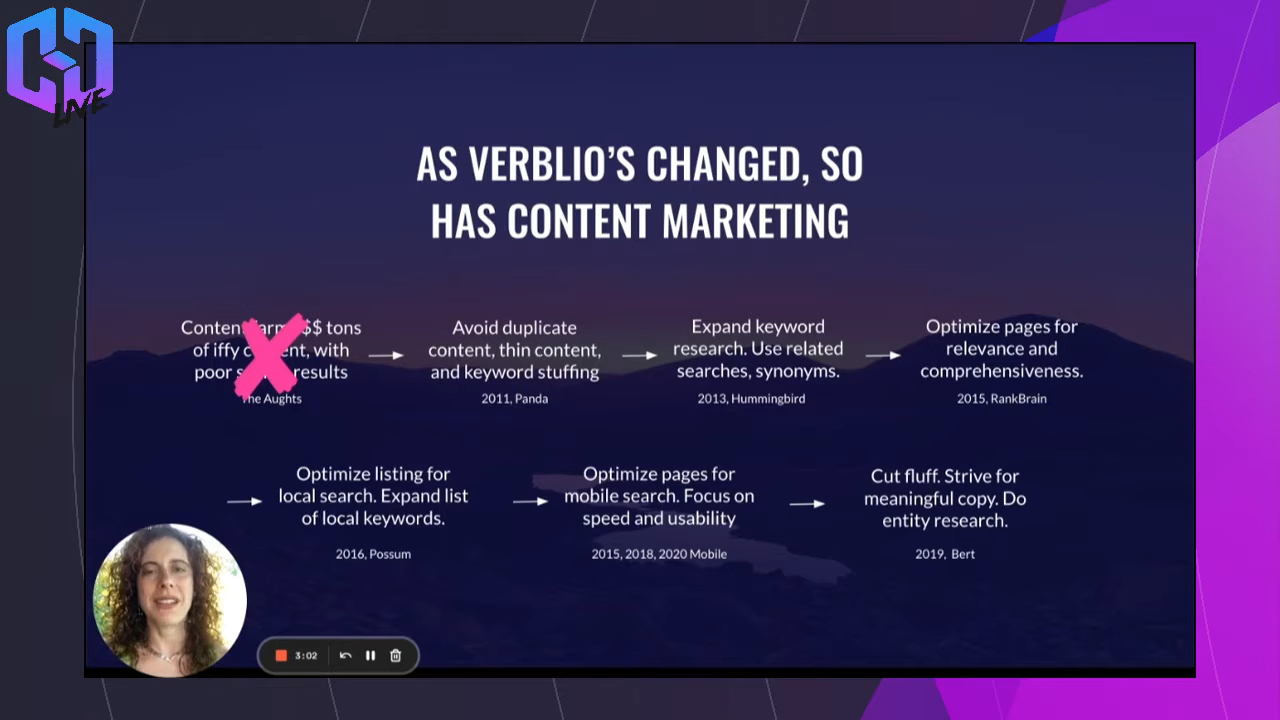 LIVE
AS VERBLIO'S CHANGED, SO
HAS CONTENT MARKETING
Content $$ tons
of iffy with
poor results
The Aughts
Avoid duplicate
content, thin content,
and keyword stuffing
2011, Panda
Expand keyword
research. Use related
searches, synonyms.
2013, Hummingbird
Optimize pages for
relevance and
comprehensiveness.
2015, RankBrain
Optimize listing for
local search. Expand list
of local keywords.
2016, Possum
Optimize pages for
mobile search. Focus on
speed and usability
2015, 2018, 2020 Mobile
Cut fluff. Strive for
meaningful copy. Do
entity research.
2019, Bert
3:02